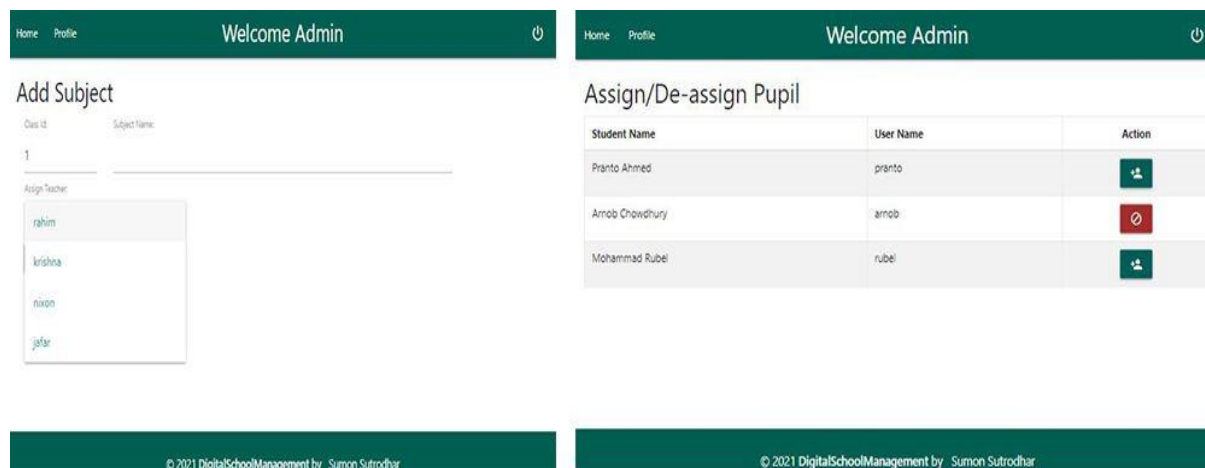 Home Profile Welcome Admin
Add Subject
Class Id: Subject Name:
1
Assign Teacher:
rahim
krishna
nixon
jafar
© 2021 DigitalSchoolManagement by Sumon Sutrodhar
Home Profile Welcome Admin
Assign/De-assign Pupil
Student Name User Name Action
Pranto Ahmed pranto
Arnob Chowdhury arnob
Mohammad Rubel rubel
© 2021 DigitalSchoolManagement by Sumon Sutrodhar